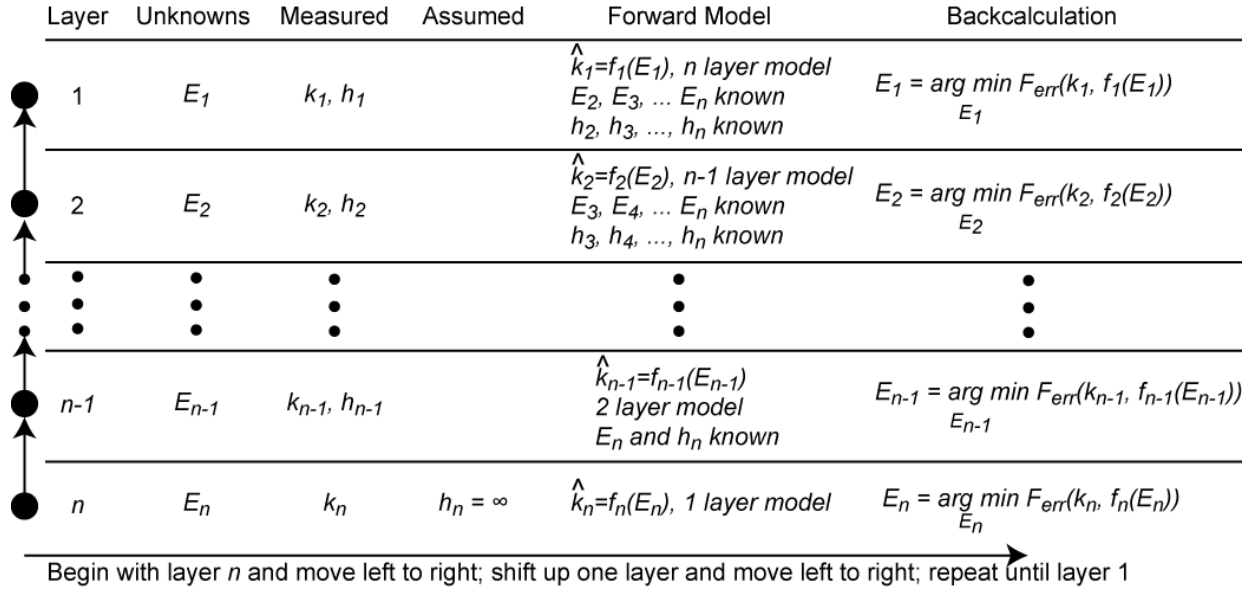 Layer Unknowns Measured Assumed Forward Model Backcalculation
^
k1=f1(E1), n layer model
1 E1 k1, h1 E2, E3, ... En known E1 = arg min Ferr(k1, f1(E1))
E1
h2, h3, ..., hn known
^
k2=f2(E2), n-1 layer model
2 E2 k2, h2 E3, E4, ... En known E2 = arg min Ferr(k2, f2(E2))
E2
h3, h4, ..., hn known
^
kn-1=fn-1(En-1)
n-1 En-1 kn-1, hn-1 2 layer model En-1 = arg min Ferr(kn-1, fn-1(En-1))
En-1
En and hn known
^
n En kn hn = ∞ kn=fn(En), 1 layer model En = arg min Ferr(kn, fn(En))
En
Begin with layer n and move left to right; shift up one layer and move left to right; repeat until layer 1